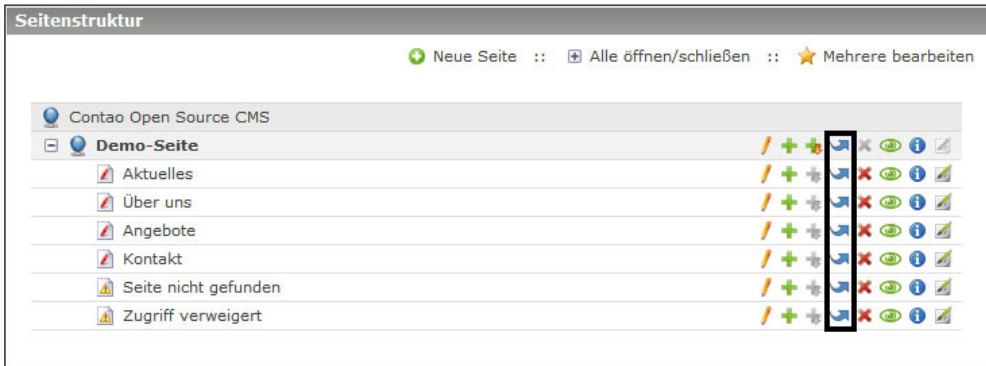 Seitenstruktur
Neue Seite :: Alle öffnen/schließen :: Mehrere bearbeiten
Contao Open Source CMS
Demo-Seite
Aktuelles
Über uns
Angebote
Kontakt
Seite nicht gefunden
Zugriff verweigert